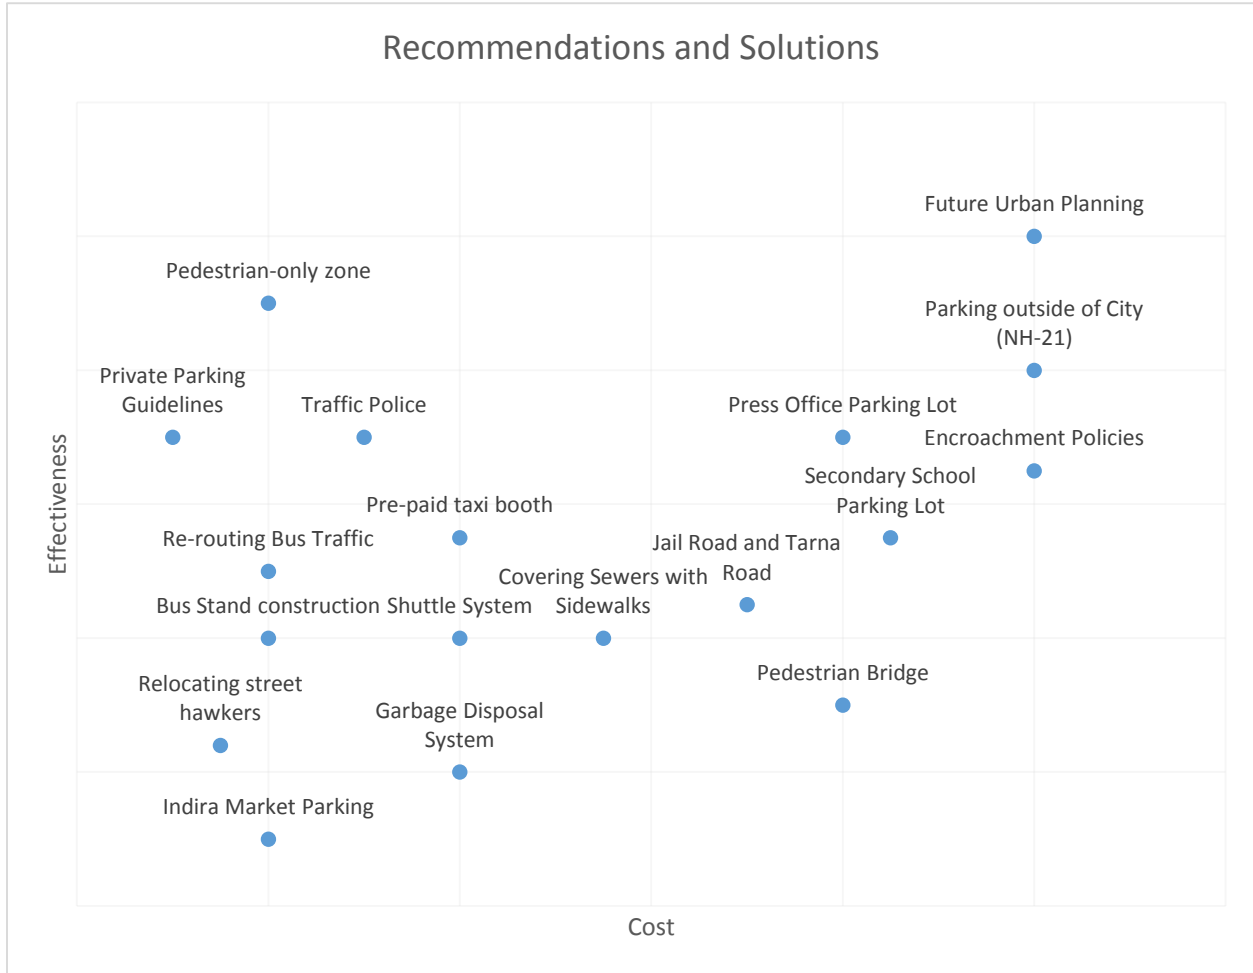 Recommendations and Solutions
Future Urban Planning
Pedestrian-only zone
Parking outside of City
(NH-21)
Private Parking
Guidelines
Traffic Police
Press Office Parking Lot
Encroachment Policies
Secondary School
Parking Lot
Pre-paid taxi booth
Re-routing Bus Traffic
Jail Road and Tarna
Road
Covering Sewers with
Sidewalks
Bus Stand construction
Shuttle System
Relocating street
hawkers
Pedestrian Bridge
Garbage Disposal
System
Indira Market Parking
Effectiveness
Cost